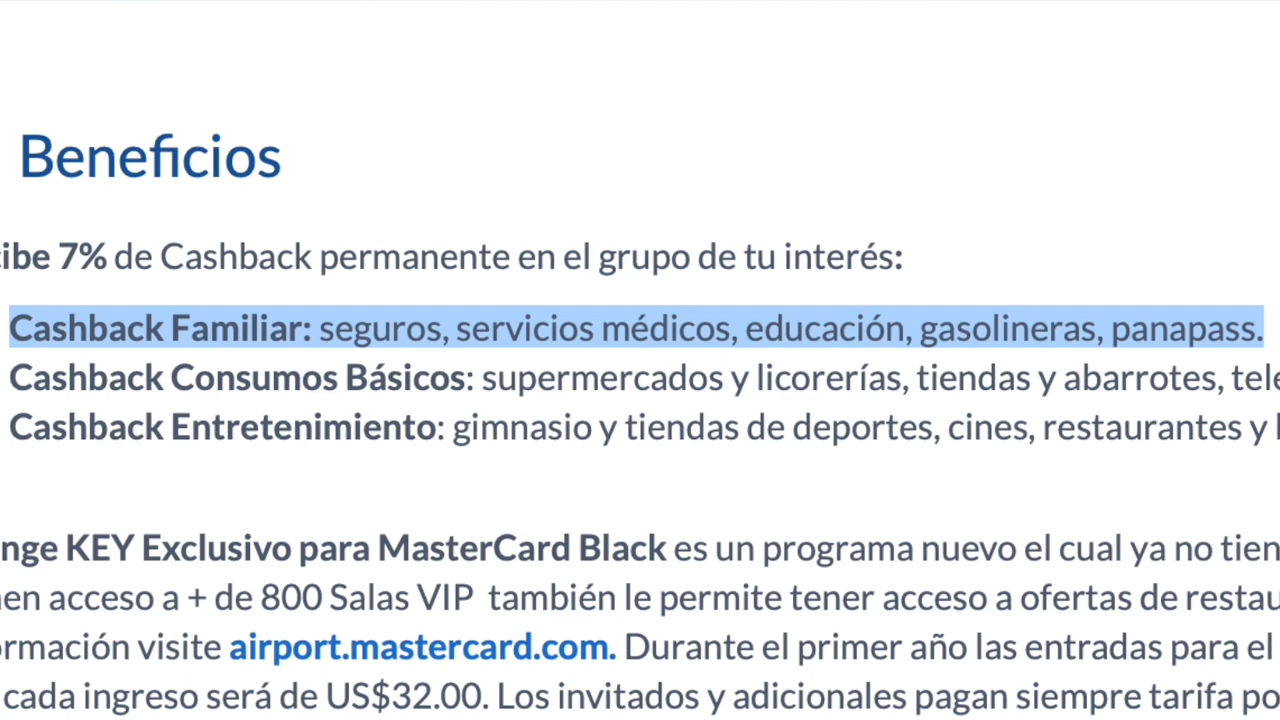 Beneficios
cibe 7% de Cashback permanente en el grupo de tu interés:
Cashback Familiar: seguros, servicios médicos, educación, gasolineras, panapass.
Cashback Consumos Básicos: supermercados y licorerías, tiendas y abarrotes, tele
Cashback Entretenimiento: gimnasio y tiendas de deportes, cines, restaurantes y
nge KEY Exclusivo para MasterCard Black es un programa nuevo el cual ya no tien
nen acceso a + de 800 Salas VIP también le permite tener acceso a ofertas de restau
ormación visite airport.mastercard.com. Durante el primer año las entradas para el
cada ingreso será de US$32.00. Los invitados y adicionales pagan siempre tarifa po